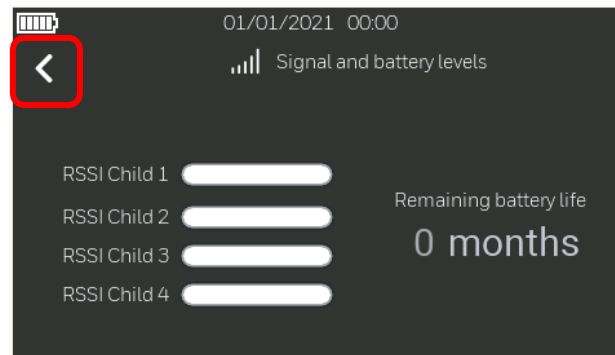 01/01/2021 00:00
Signal and battery levels
RSSI Child 1
RSSI Child 2
RSSI Child 3
RSSI Child 4
Remaining battery life
0 months